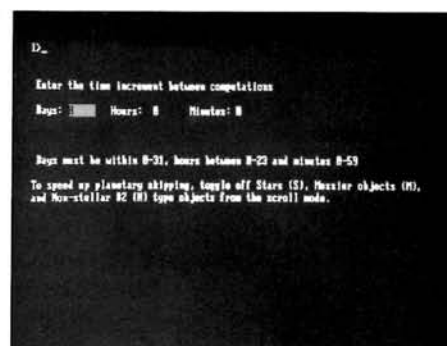 D>_
Enter the time increment between computations
Days: Hours: 0 Minutes: 0
Days must be within 0-31, hours between 0-23 and minutes 0-59
To speed up planetary skipping, toggle off Stars (S), Messier objects (M),
and Non-stellar N2 (N) type objects from the scroll mode.